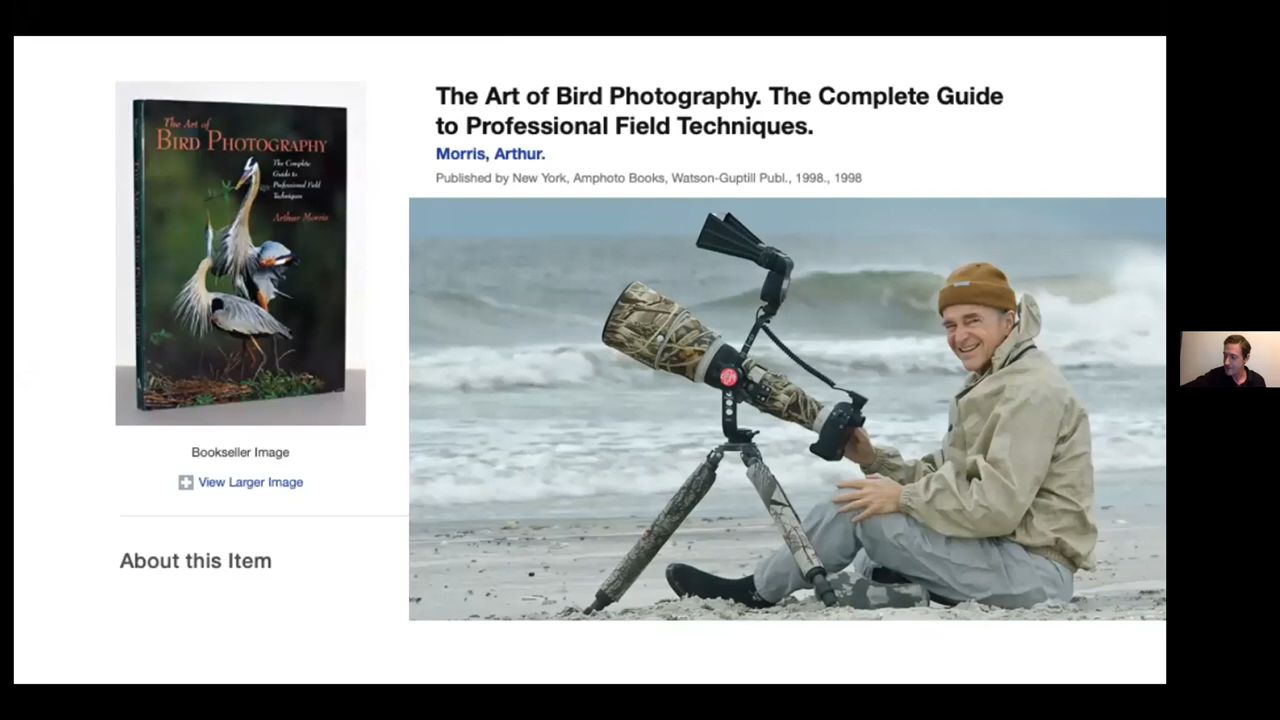 The Art of
BIRD PHOTOGRAPHY
The Complete
Guide to
Professional Field
Techniques
Arthur Morris
Bookseller Image
View Larger Image
About this Item
The Art of Bird Photography. The Complete Guide
to Professional Field Techniques.
Morris, Arthur.
Published by New York, Amphoto Books, Watson-Guptill Publ., 1998., 1998